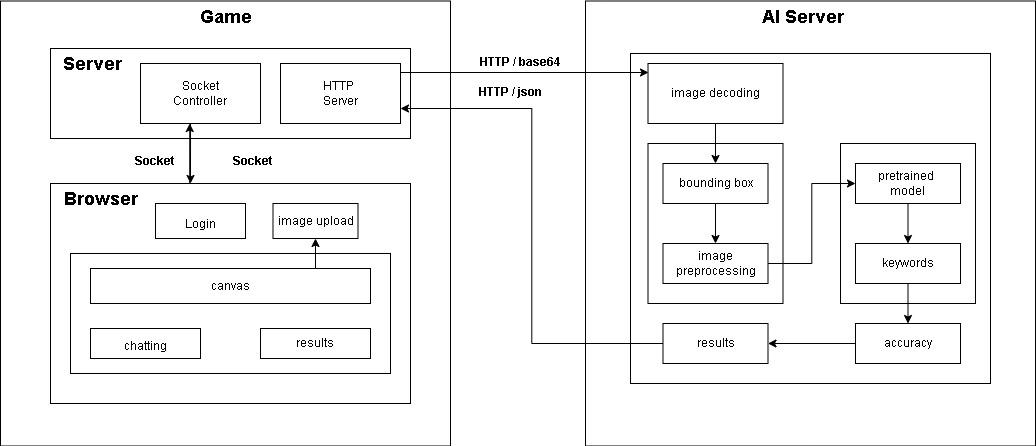 Game
Server
Socket
Controller
HTTP
Server
Socket
Socket
Browser
Login
image upload
canvas
chatting
results
HTTP / base64
HTTP / json
AI Server
image decoding
bounding box
image
preprocessing
pretrained
model
keywords
accuracy
results